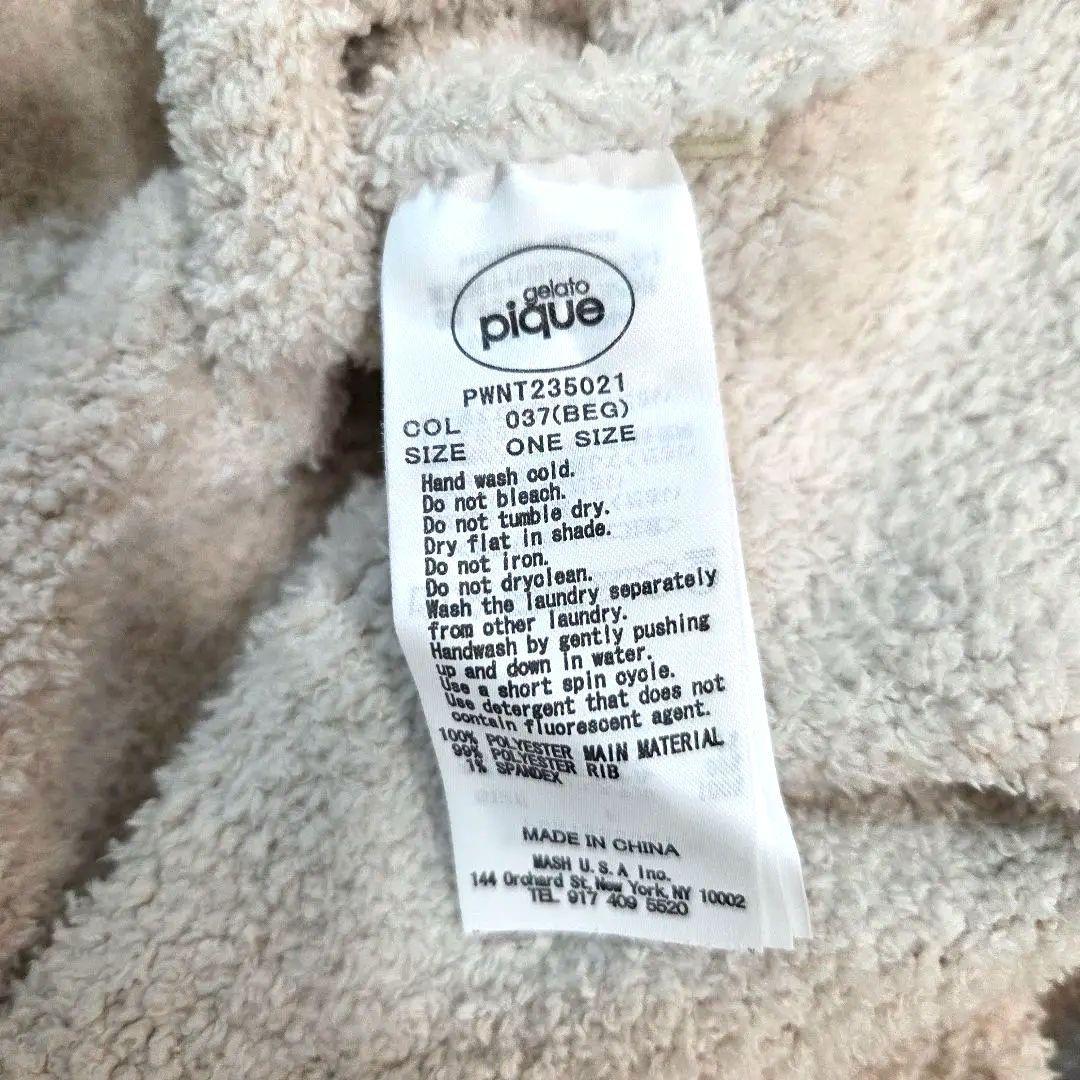 gelato
pique
PWNT235021
COL 037(BEG)
SIZE ONE SIZE
Hand wash cold.
Do not bleach.
Do not tumble dry.
Dry flat in shade.
Do not iron.
Do not dryclean.
Wash the laundry separately
from other laundry.
Handwash by gently pushing
up and down in water.
Use a short spin cycle.
Use detergent that does not
contain fluorescent agent.
100% POLYESTER MAIN MATERIAL
99% POLYESTER RIB
1% SPANDEX
MADE IN CHINA
MASH U.S.A Inc.
144 Orchard St, New York, NY 10002
TEL 917 409 5520